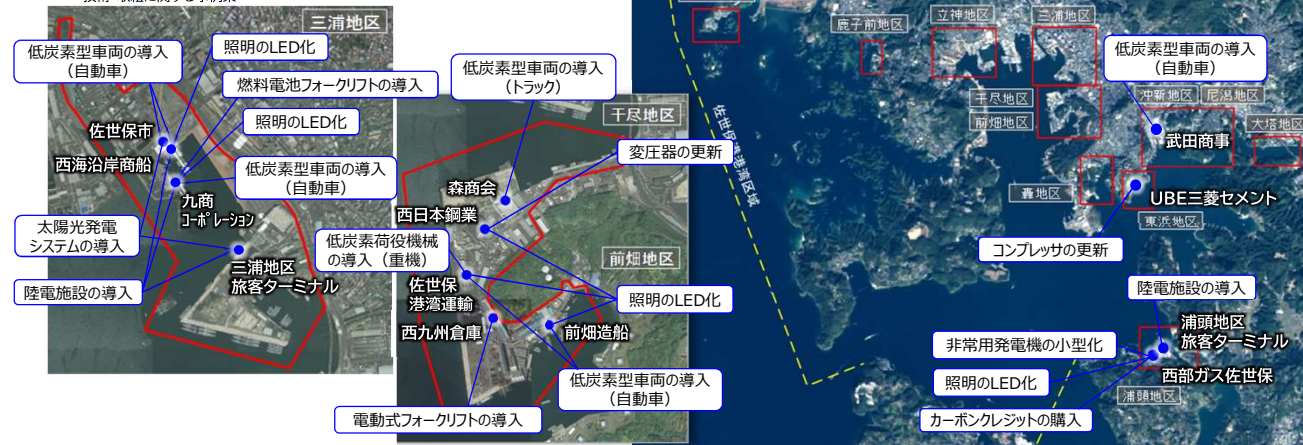 三浦地区
低炭素型車両の導入
（自動車）
照明のLED化
燃料電池フォークリフトの導入
照明のLED化
佐世保市
西海沿岸商船
低炭素型車両の導入
（自動車）
九商
コーポレーション
太陽光発電
システムの導入
陸電施設の導入
三浦地区
旅客ターミナル
低炭素型車両の導入
（トラック）
干尽地区
変圧器の更新
森商会
西日本鋼業
低炭素荷役機械
の導入（重機）
前畑地区
佐世保
港湾運輸
照明のLED化
西九州倉庫
前畑造船
低炭素型車両の導入
（自動車）
電動式フォークリフトの導入
佐世保港港湾区域
鹿子前地区
立神地区
三浦地区
低炭素型車両の導入
（自動車）
干尽地区
前畑地区
沖新地区
尼潟地区
大塔地区
武田商事
轟地区
UBE三菱セメント
東浜地区
コンプレッサの更新
陸電施設の導入
浦頭地区
旅客ターミナル
非常用発電機の小型化
西部ガス佐世保
照明のLED化
浦頭地区
カーボンクレジットの購入